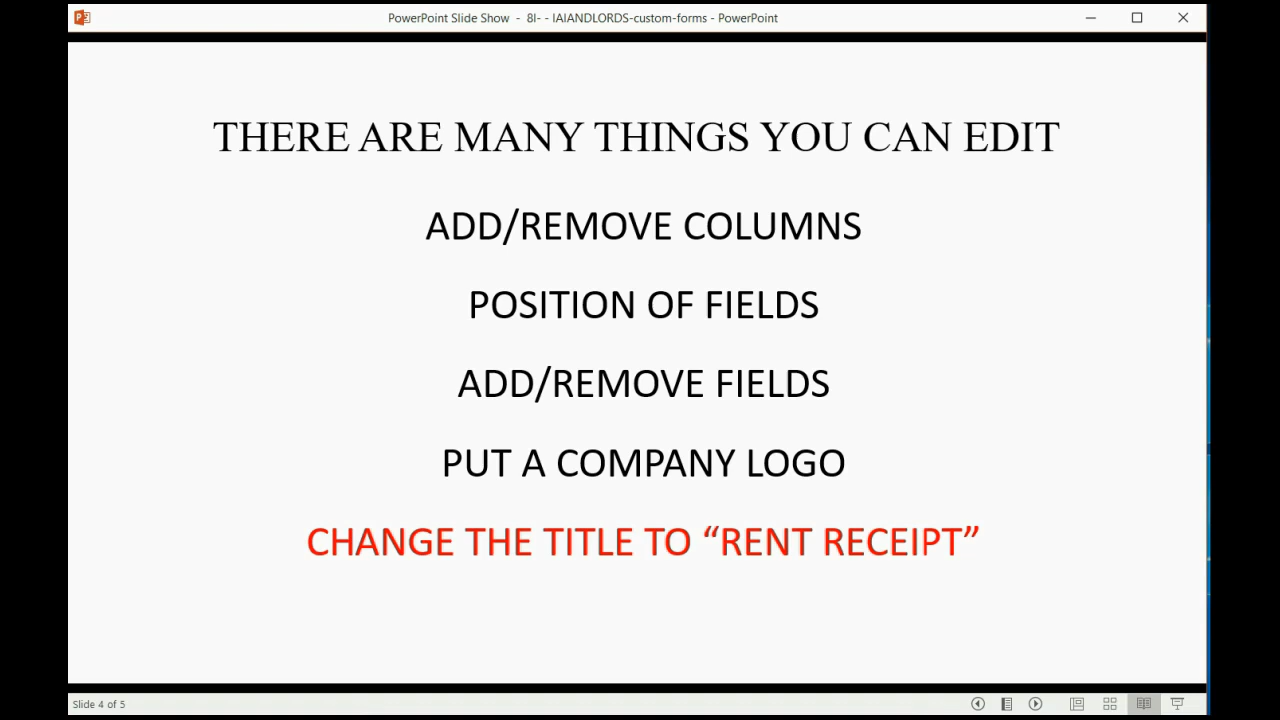 PowerPoint Slide Show - 8I- - IAIANDLORDS-custom-forms - PowerPoint
THERE ARE MANY THINGS YOU CAN EDIT
ADD/REMOVE COLUMNS
POSITION OF FIELDS
ADD/REMOVE FIELDS
PUT A COMPANY LOGO
CHANGE THE TITLE TO “RENT RECEIPT”
Slide 4 of 5